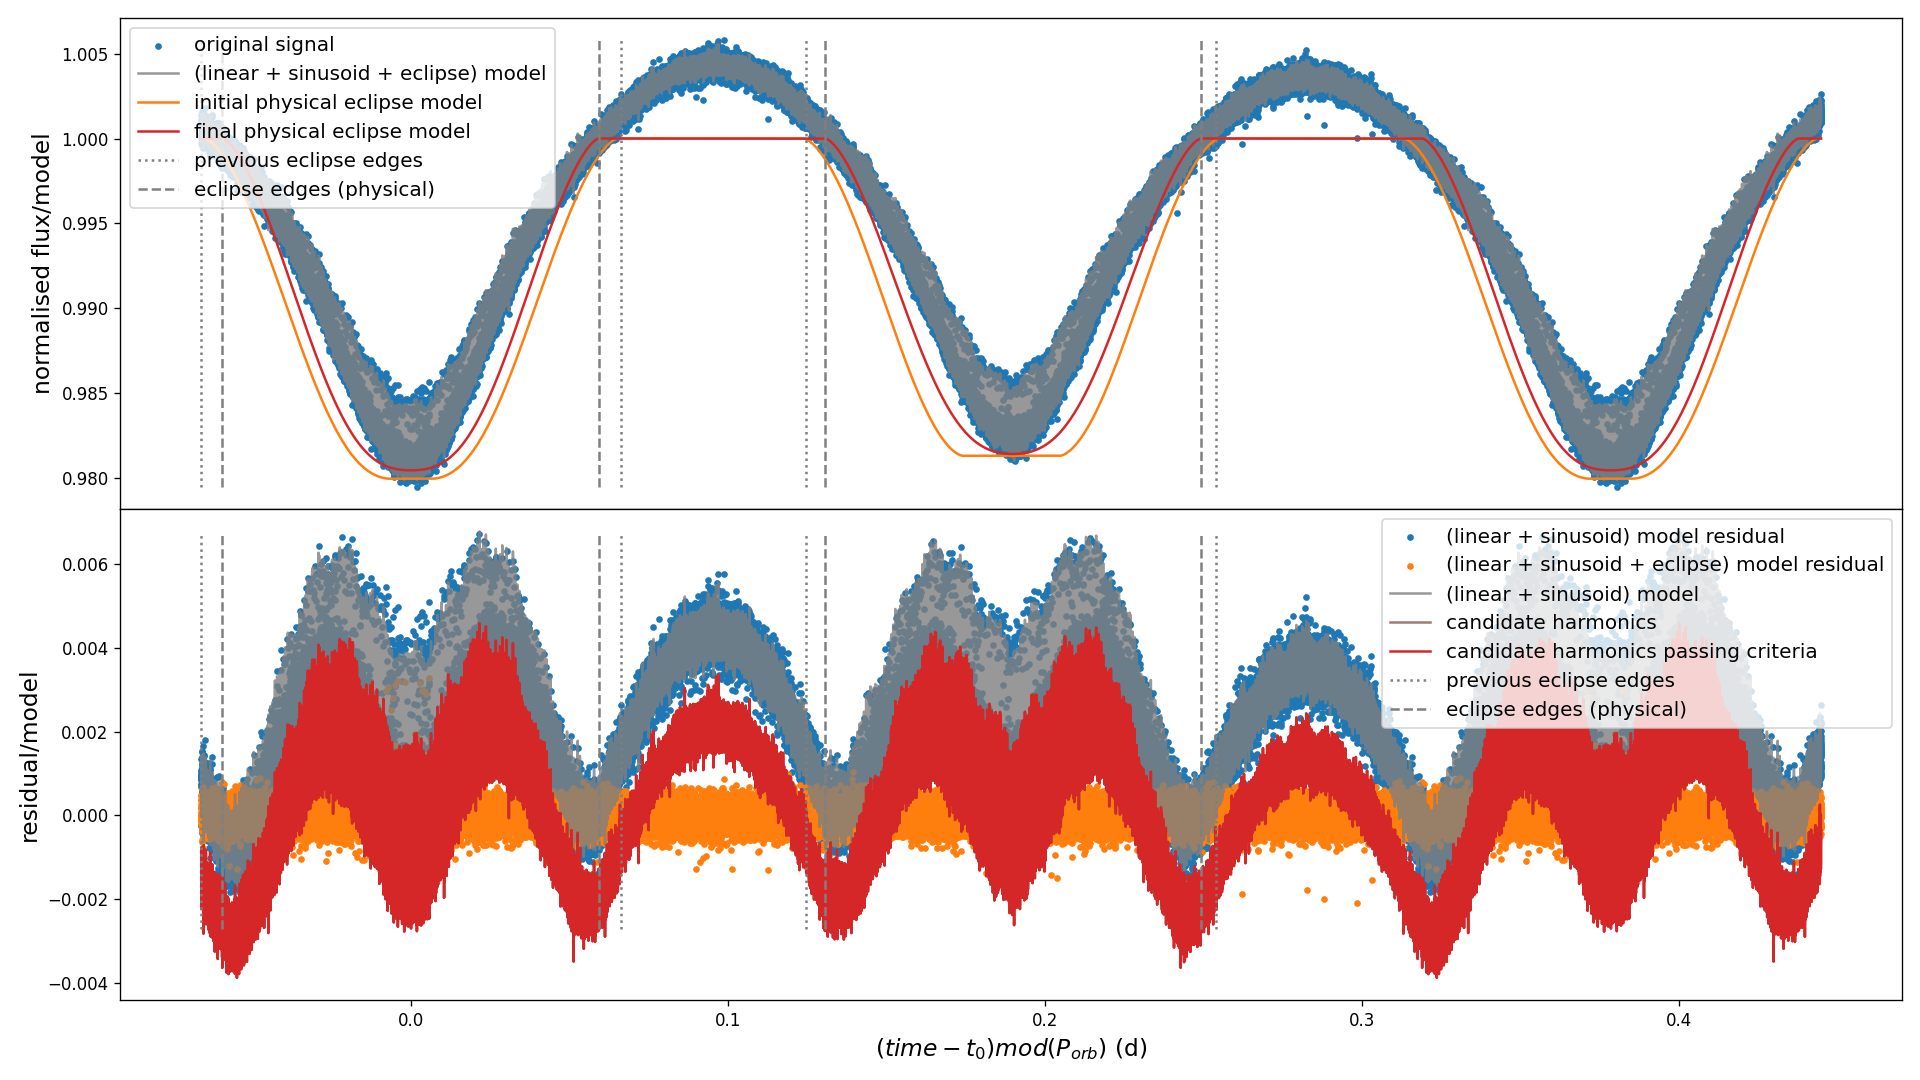 normalised flux/model
1.005
1.000
0.995
0.990
0.985
0.980
original signal
(linear + sinusoid + eclipse) model
initial physical eclipse model
final physical eclipse model
previous eclipse edges
eclipse edges (physical)
residual/model
0.006
0.004
0.002
0.000
−0.002
−0.004
(linear + sinusoid) model residual
(linear + sinusoid + eclipse) model residual
(linear + sinusoid) model
candidate harmonics
candidate harmonics passing criteria
previous eclipse edges
eclipse edges (physical)
0.0 0.1 0.2 0.3 0.4
(time − t₀)mod(P_orb) (d)